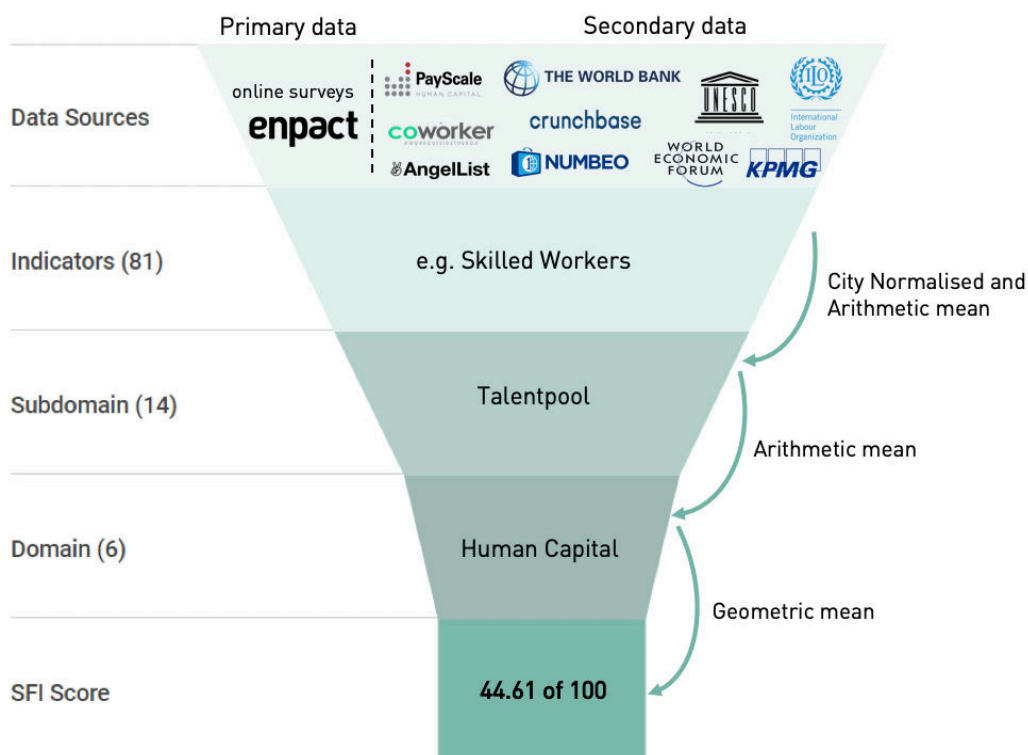 Primary data
Secondary data
Data Sources
online surveys
enpact
PayScale
HUMAN CAPITAL
THE WORLD BANK
UNESCO
ILO
International
Labour
Organization
coworker
crunchbase
AngelList
NUMBEO
WORLD
ECONOMIC
FORUM
KPMG
Indicators (81)
e.g. Skilled Workers
City Normalised and
Arithmetic mean
Subdomain (14)
Talentpool
Arithmetic mean
Domain (6)
Human Capital
Geometric mean
SFI Score
44.61 of 100